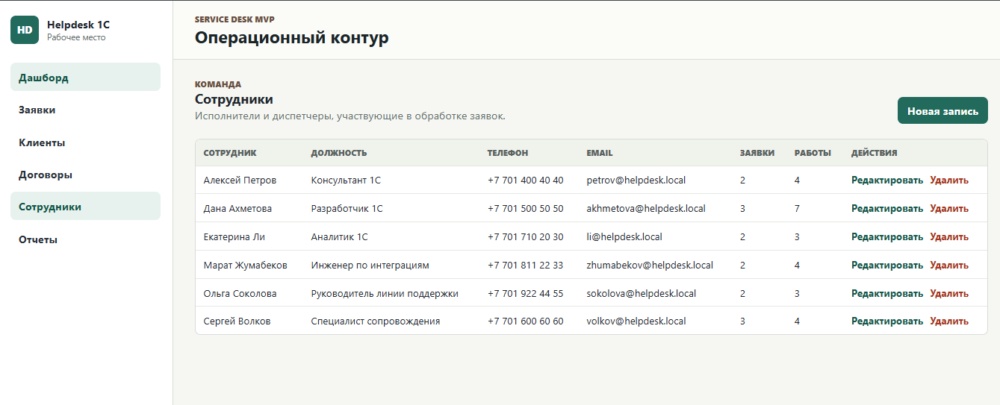 HD
Helpdesk 1C
Рабочее место
Дашборд
Заявки
Клиенты
Договоры
Сотрудники
Отчеты
SERVICE DESK MVP
Операционный контур
КОМАНДА
Сотрудники
Исполнители и диспетчеры, участвующие в обработке заявок.
Новая запись
СОТРУДНИК ДОЛЖНОСТЬ ТЕЛЕФОН EMAIL ЗАЯВКИ РАБОТЫ ДЕЙСТВИЯ
Алексей Петров Консультант 1С +7 701 400 40 40 petrov@helpdesk.local 2 4 Редактировать Удалить
Дана Ахметова Разработчик 1С +7 701 500 50 50 akhmetova@helpdesk.local 3 7 Редактировать Удалить
Екатерина Ли Аналитик 1С +7 701 710 20 30 li@helpdesk.local 2 3 Редактировать Удалить
Марат Жумабеков Инженер по интеграциям +7 701 811 22 33 zhumabekov@helpdesk.local 2 4 Редактировать Удалить
Ольга Соколова Руководитель линии поддержки +7 701 922 44 55 sokolova@helpdesk.local 2 3 Редактировать Удалить
Сергей Волков Специалист сопровождения +7 701 600 60 60 volkov@helpdesk.local 3 4 Редактировать Удалить